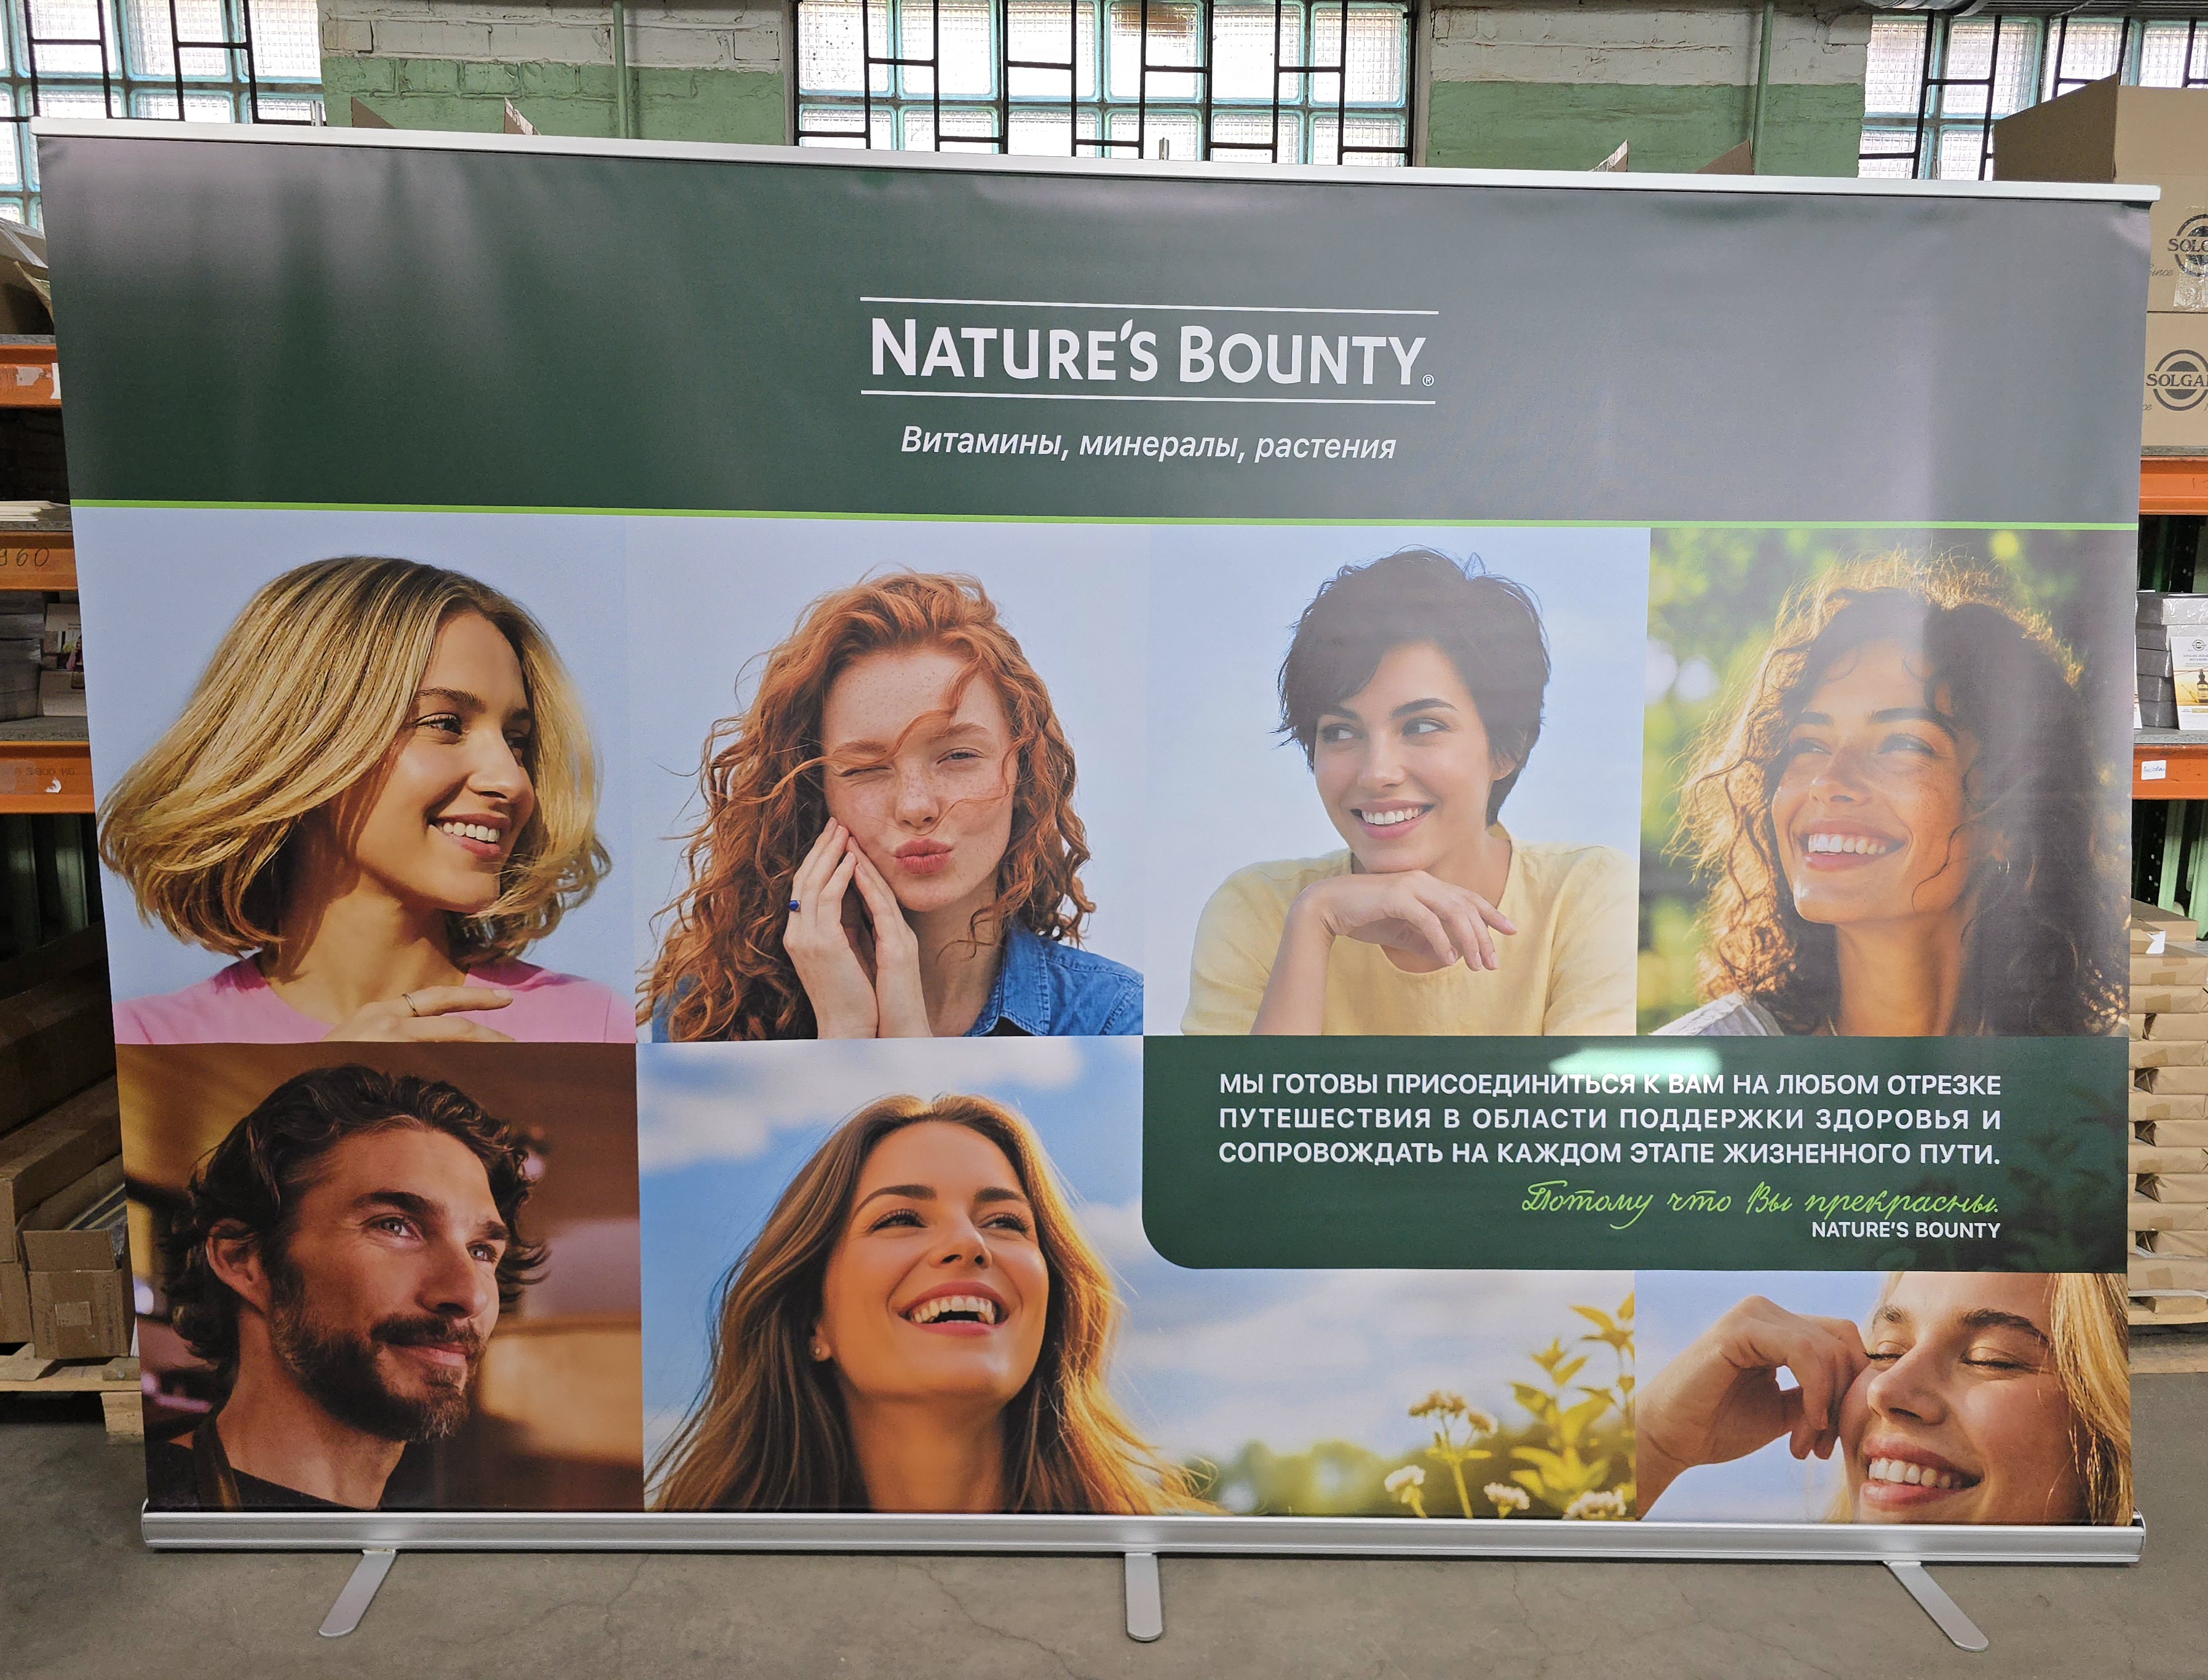 NATURE'S BOUNTY®
Витамины, минералы, растения
МЫ ГОТОВЫ ПРИСОЕДИНИТЬСЯ К ВАМ НА ЛЮБОМ ОТРЕЗКЕ
ПУТЕШЕСТВИЯ В ОБЛАСТИ ПОДДЕРЖКИ ЗДОРОВЬЯ И
СОПРОВОЖДАТЬ НА КАЖДОМ ЭТАПЕ ЖИЗНЕННОГО ПУТИ.
Потому что Вы прекрасны.
NATURE'S BOUNTY